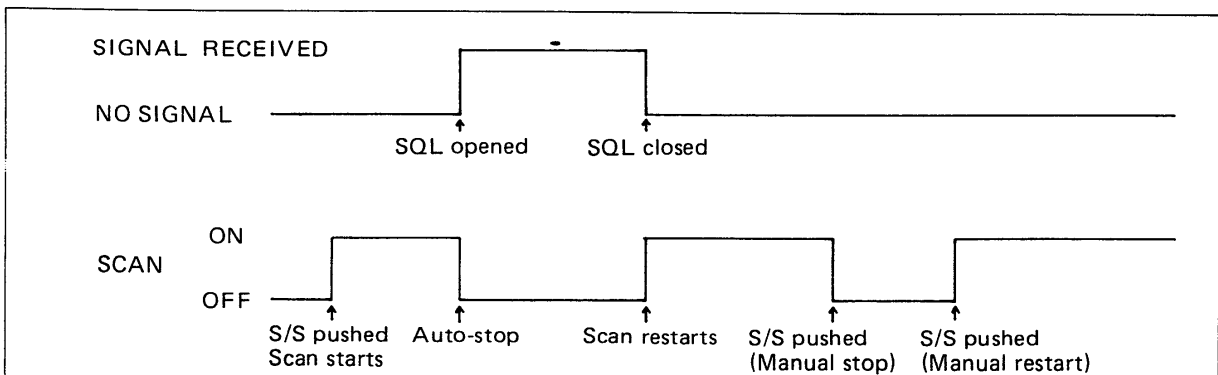 SIGNAL RECEIVED
NO SIGNAL
SQL opened
SQL closed
ON
SCAN
OFF
S/S pushed
Scan starts
Auto-stop
Scan restarts
S/S pushed
(Manual stop)
S/S pushed
(Manual restart)